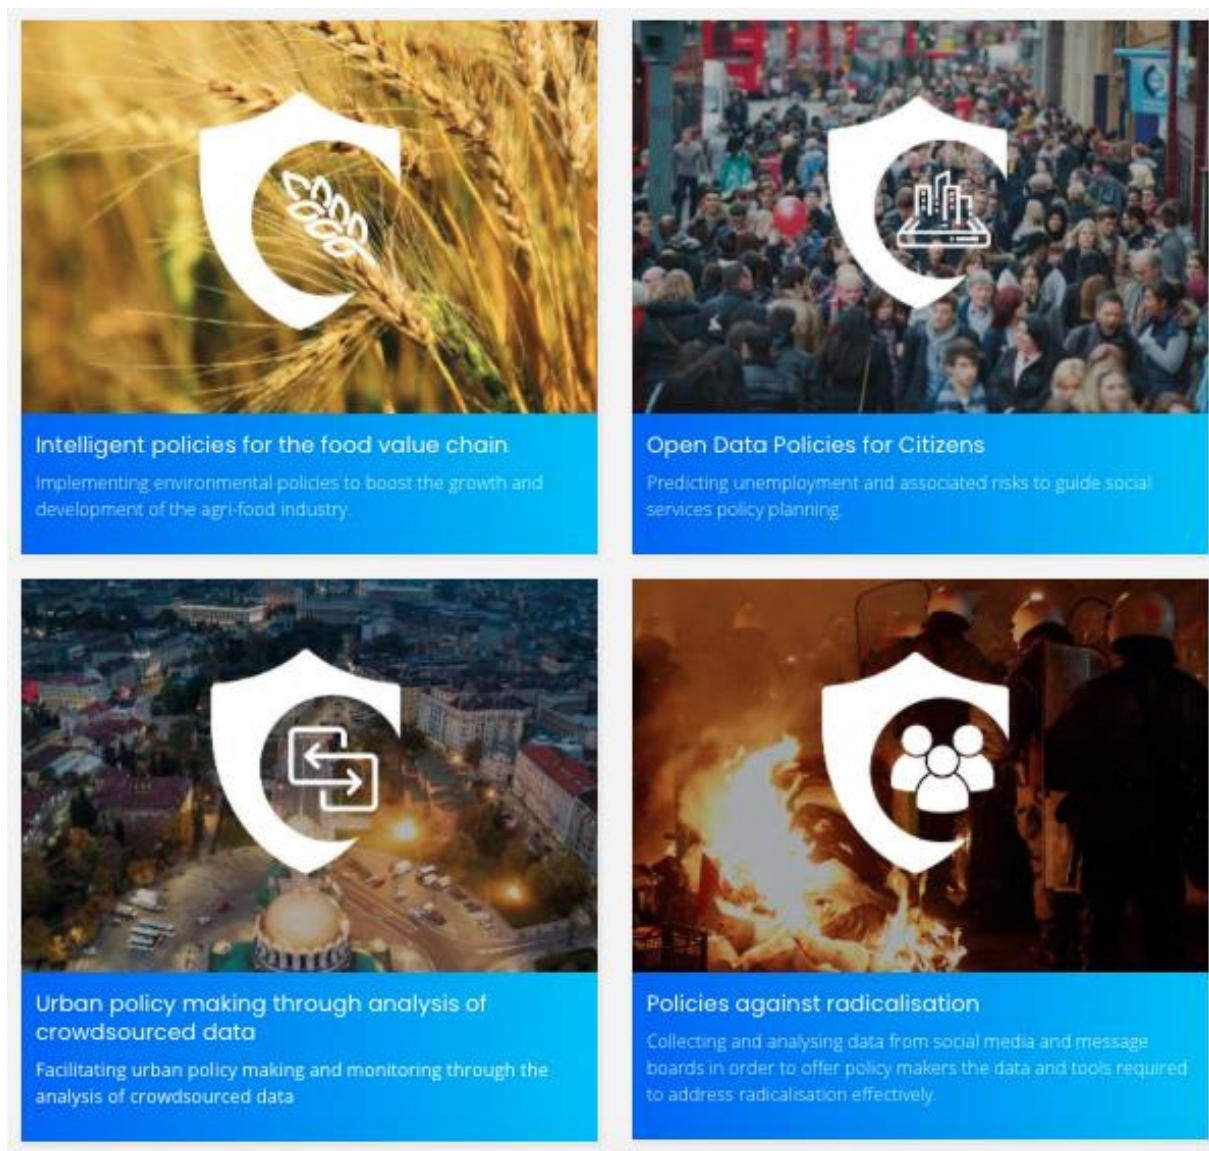 Intelligent policies for the food value chain
Implementing environmental policies to boost the growth and
development of the agri-food industry.
Open Data Policies for Citizens
Predicting unemployment and associated risks to guide social
services policy planning.
Urban policy making through analysis of
crowdsourced data
Facilitating urban policy making and monitoring through the
analysis of crowdsourced data
Policies against radicalisation
Collecting and analysing data from social media and message
boards in order to offer policy makers the data and tools required
to address radicalisation effectively.